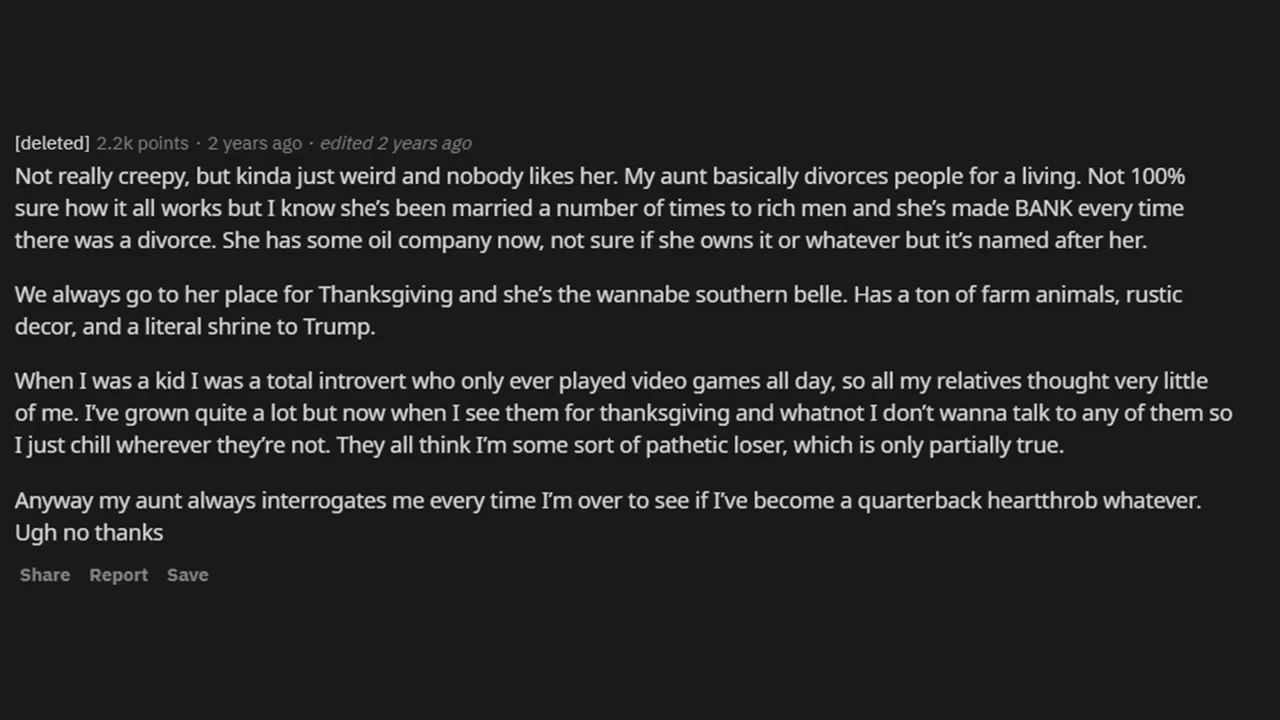 [deleted] 2.2k points · 2 years ago · edited 2 years ago
Not really creepy, but kinda just weird and nobody likes her. My aunt basically divorces people for a living. Not 100%
sure how it all works but I know she’s been married a number of times to rich men and she’s made BANK every time
there was a divorce. She has some oil company now, not sure if she owns it or whatever but it’s named after her.
We always go to her place for Thanksgiving and she’s the wannabe southern belle. Has a ton of farm animals, rustic
decor, and a literal shrine to Trump.
When I was a kid I was a total introvert who only ever played video games all day, so all my relatives thought very little
of me. I’ve grown quite a lot but now when I see them for thanksgiving and whatnot I don’t wanna talk to any of them so
I just chill wherever they’re not. They all think I’m some sort of pathetic loser, which is only partially true.
Anyway my aunt always interrogates me every time I’m over to see if I’ve become a quarterback heartthrob whatever.
Ugh no thanks
Share Report Save